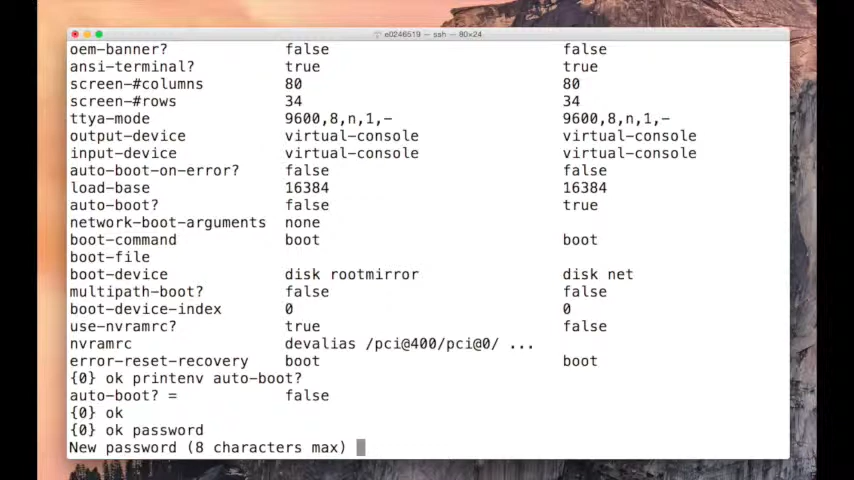 e0246519 — ssh — 80×24
oem-banner? false false
ansi-terminal? true true
screen-#columns 80 80
screen-#rows 34 34
ttya-mode 9600,8,n,1,- 9600,8,n,1,-
output-device virtual-console virtual-console
input-device virtual-console virtual-console
auto-boot-on-error? false false
load-base 16384 16384
auto-boot? false true
network-boot-arguments none
boot-command boot boot
boot-file
boot-device disk rootmirror disk net
multipath-boot? false false
boot-device-index 0 0
use-nvramrc? true false
nvramrc devalias /pci@400/pci@0/ ...
error-reset-recovery boot boot
{0} ok printenv auto-boot?
auto-boot? = false
{0} ok
{0} ok password
New password (8 characters max)